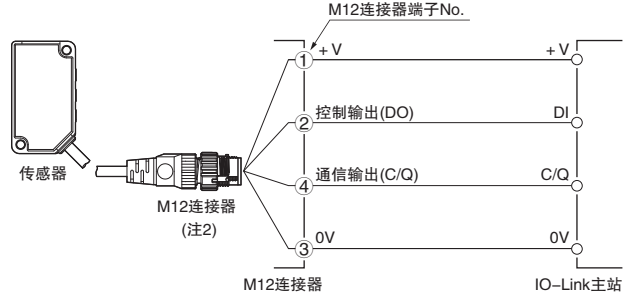 M12连接器端子No.
1 +V +V
2 控制输出(DO) DI
4 通信输出(C/Q) C/Q
3 0V 0V
传感器
M12连接器
(注2)
M12连接器
IO-Link主站